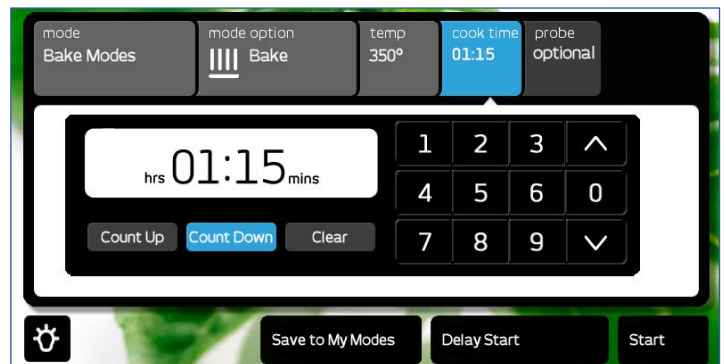 mode
Bake Modes
mode option
Bake
temp
350°
cook time
01:15
probe
optional
hrs 01:15 mins
Count Up Count Down Clear
1 2 3
4 5 6 0
7 8 9
Save to My Modes Delay Start Start